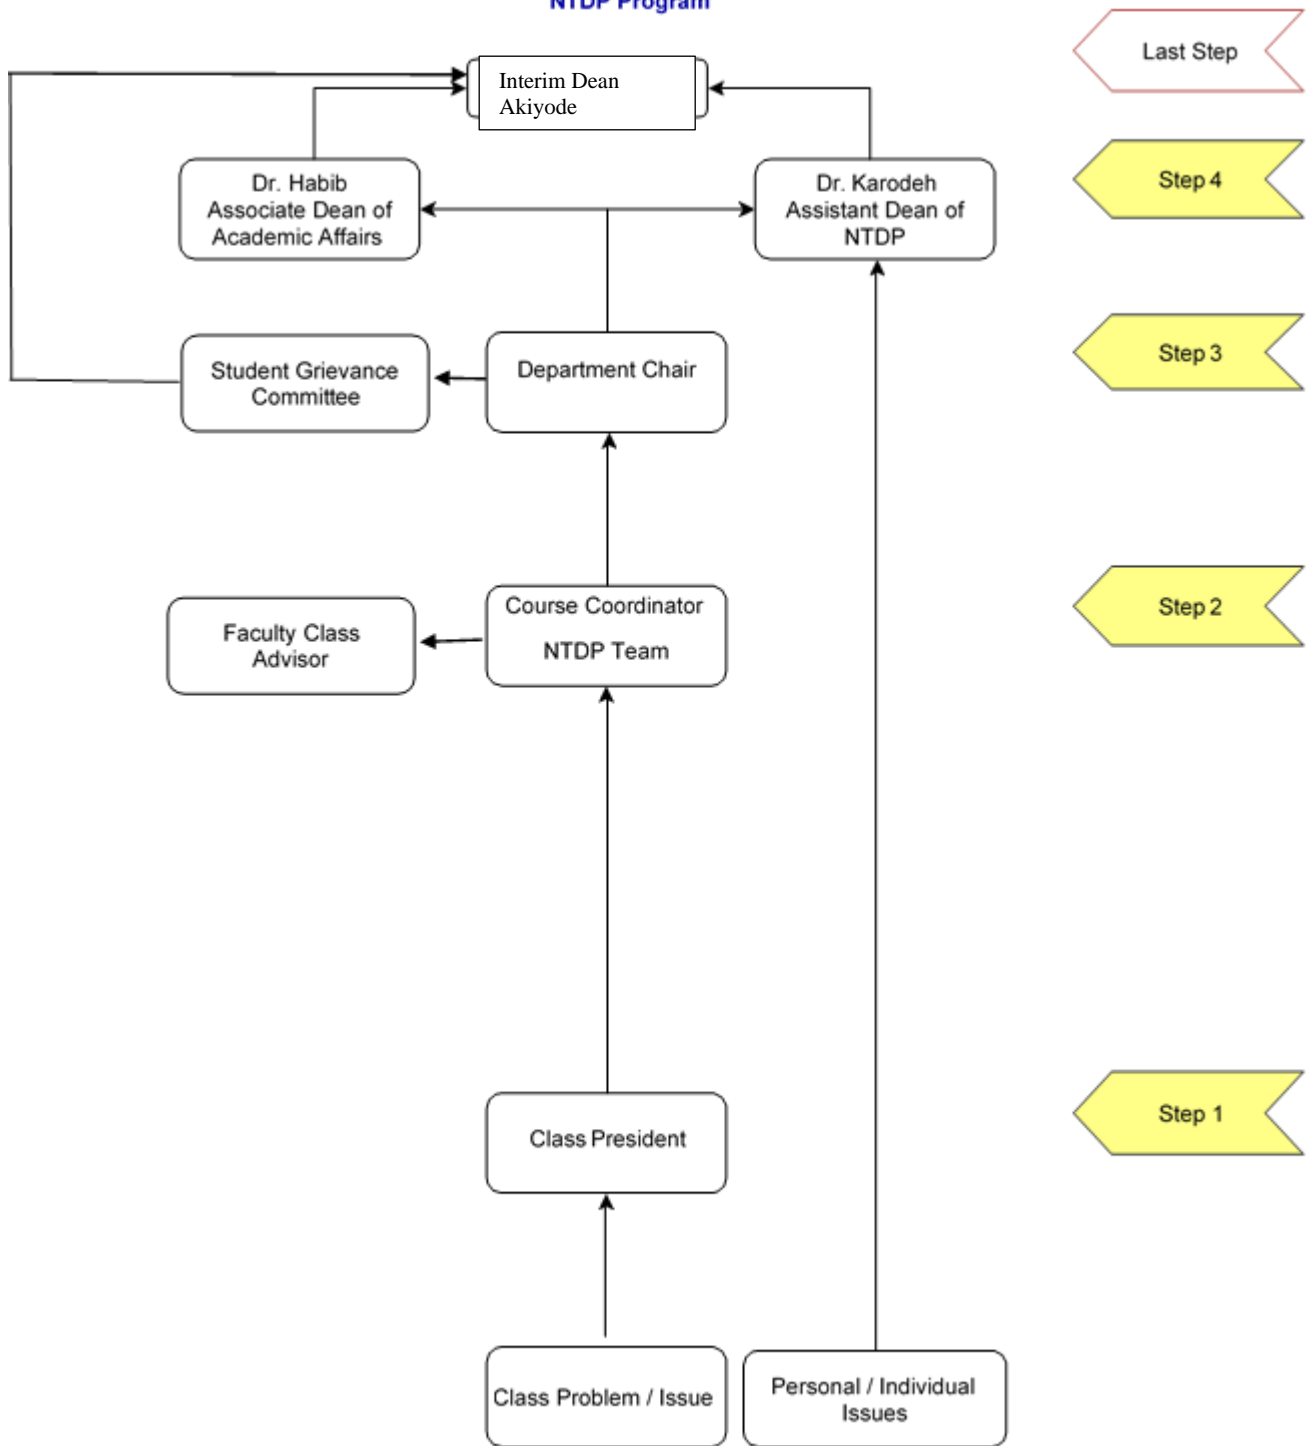 NTDP Program
Last Step
Interim Dean
Akiyode
Dr. Habib
Associate Dean of
Academic Affairs
Dr. Karodeh
Assistant Dean of
NTDP
Step 4
Student Grievance
Committee
Department Chair
Step 3
Faculty Class
Advisor
Course Coordinator
NTDP Team
Step 2
Class President
Step 1
Class Problem / Issue
Personal / Individual
Issues